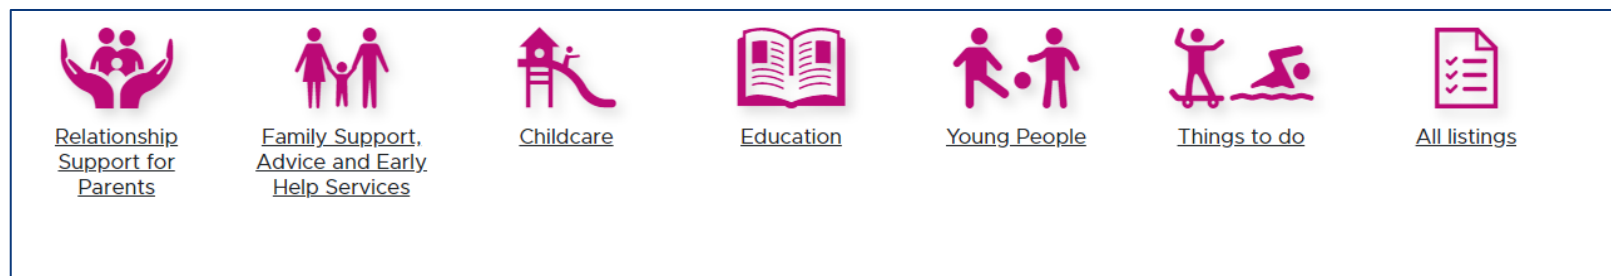 Relationship
Support for
Parents
Family Support,
Advice and Early
Help Services
Childcare
Education
Young People
Things to do
All listings